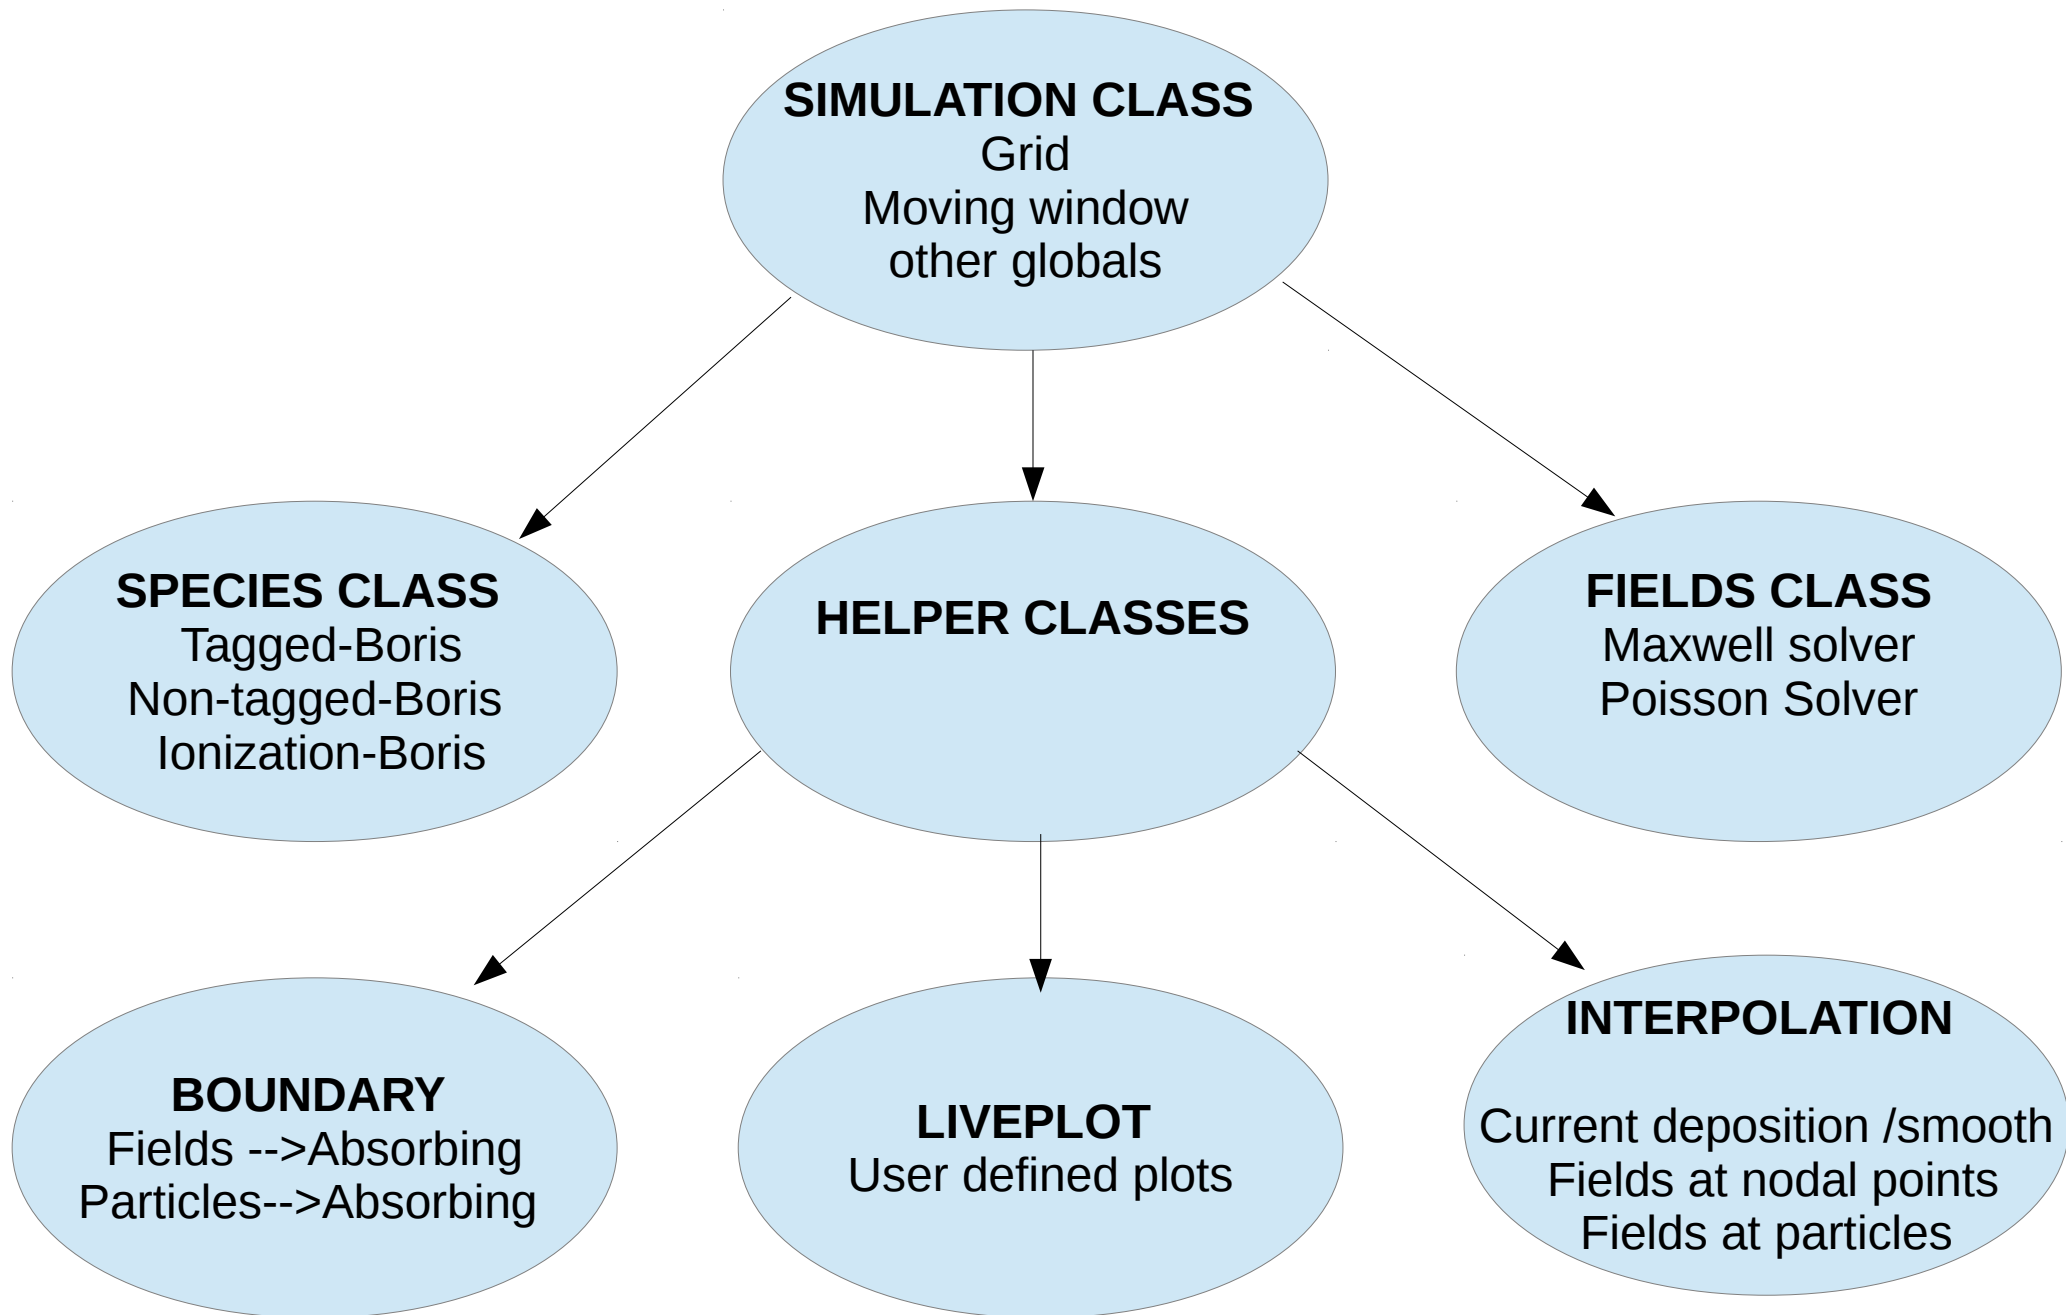 SIMULATION CLASS
Grid
Moving window
other globals
SPECIES CLASS
Tagged-Boris
Non-tagged-Boris
Ionization-Boris
HELPER CLASSES
FIELDS CLASS
Maxwell solver
Poisson Solver
BOUNDARY
Fields -->Absorbing
Particles-->Absorbing
LIVEPLOT
User defined plots
INTERPOLATION
Current deposition /smooth
Fields at nodal points
Fields at particles